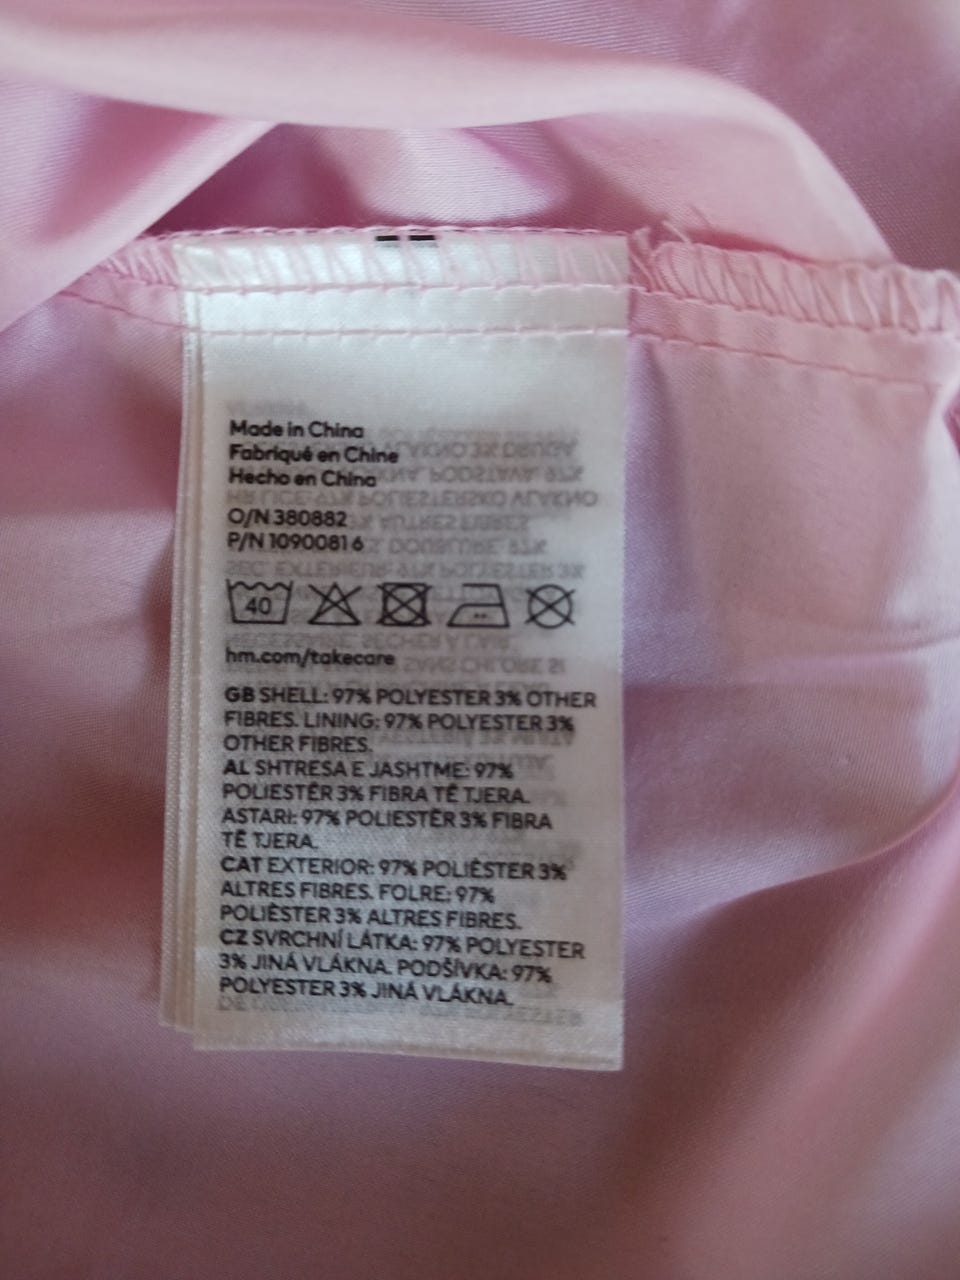 Made in China
Fabriqué en Chine
Hecho en China
O/N 380882
P/N 10900816
40
hm.com/takecare
GB SHELL: 97% POLYESTER 3% OTHER
FIBRES. LINING: 97% POLYESTER 3%
OTHER FIBRES.
AL SHTRESA E JASHTME: 97%
POLIESTËR 3% FIBRA TË TJERA.
ASTARI: 97% POLIESTËR 3% FIBRA
TË TJERA.
CAT EXTERIOR: 97% POLIÈSTER 3%
ALTRES FIBRES. FOLRE: 97%
POLIÈSTER 3% ALTRES FIBRES.
CZ SVRCHNÍ LÁTKA: 97% POLYESTER
3% JINÁ VLÁKNA. PODŠÍVKA: 97%
POLYESTER 3% JINÁ VLÁKNA.